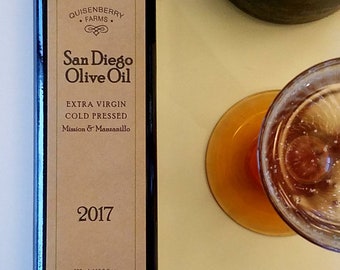 QUISENBERRY
FARMS
San Diego
Olive Oil
EXTRA VIRGIN
COLD PRESSED
Mission & Manzanillo
2017